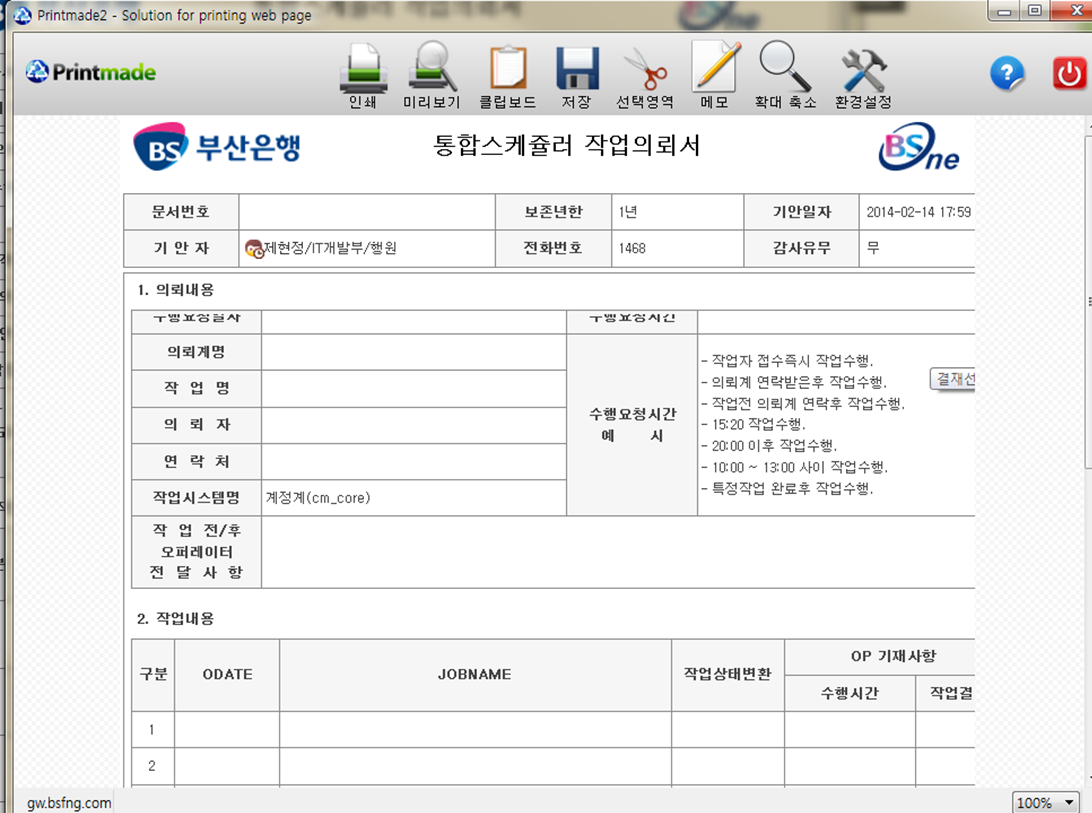 Printmade2 - Solution for printing web page
Printmade
인쇄 미리보기 클립보드 저장 선택영역 메모 확대 축소 환경설정
BS 부산은행 통합스케쥴러 작업의뢰서 BSne
문서번호 보존년한 1년 기안일자 2014-02-14 17:59
기 안 자 제현정/IT개발부/행원 전화번호 1468 감사유무 무
1. 의뢰내용
수행요청일자 수행요청시간
의뢰계명
작 업 명
의 뢰 자
연 락 처
작업시스템명 계정계(cm_core)
수행요청시간
예 시
- 작업자 접수즉시 작업수행.
- 의뢰계 연락받은후 작업수행.
- 작업전 의뢰계 연락후 작업수행.
- 15:20 작업수행.
- 20:00 이후 작업수행.
- 10:00 ~ 13:00 사이 작업수행.
- 특정작업 완료후 작업수행.
결재선
작 업 전/후
오퍼레이터
전 달 사 항
2. 작업내용
구분 ODATE JOBNAME 작업상태변환 OP 기재사항
수행시간 작업결
1
2
gw.bsfng.com
100%